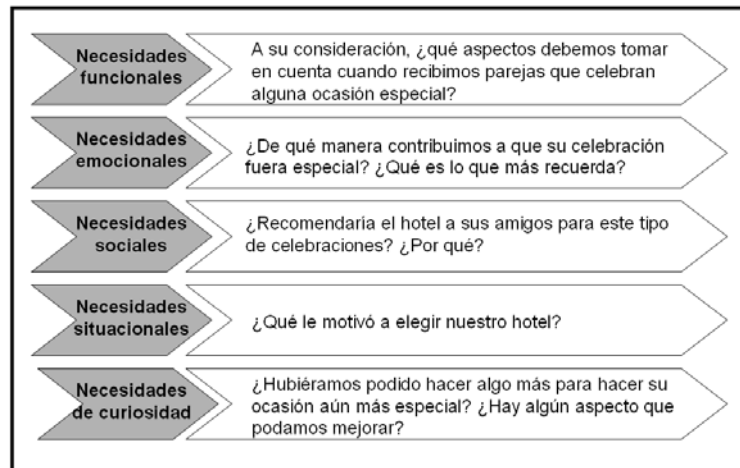 Necesidades
funcionales
A su consideración, ¿qué aspectos debemos tomar
en cuenta cuando recibimos parejas que celebran
alguna ocasión especial?
Necesidades
emocionales
¿De qué manera contribuimos a que su celebración
fuera especial? ¿Qué es lo que más recuerda?
Necesidades
sociales
¿Recomendaría el hotel a sus amigos para este tipo
de celebraciones? ¿Por qué?
Necesidades
situacionales
¿Qué le motivó a elegir nuestro hotel?
Necesidades
de curiosidad
¿Hubiéramos podido hacer algo más para hacer su
ocasión aún más especial? ¿Hay algún aspecto que
podamos mejorar?